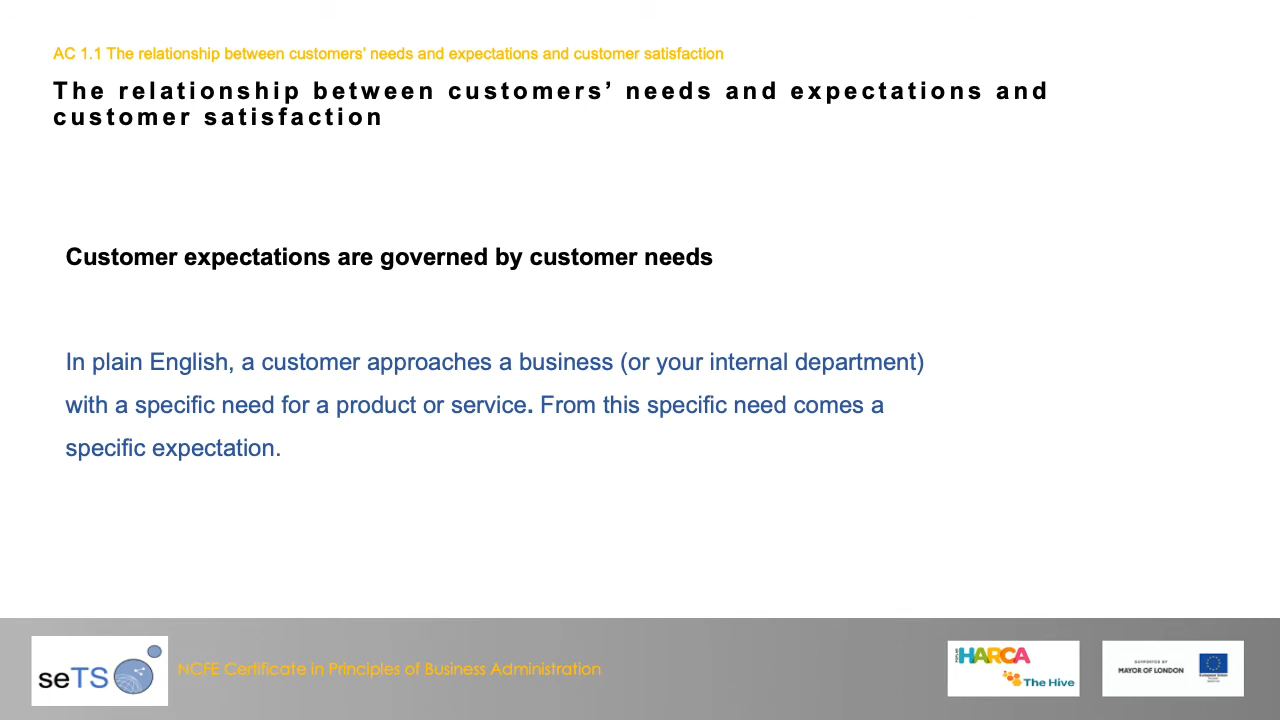 AC 1.1 The relationship between customers’ needs and expectations and customer satisfaction
The relationship between customers’ needs and expectations and
customer satisfaction
Customer expectations are governed by customer needs
In plain English, a customer approaches a business (or your internal department)
with a specific need for a product or service. From this specific need comes a
specific expectation.
seTS
NCFE Certificate in Principles of Business Administration
HARCA
The Hive
SUPPORTED BY
MAYOR OF LONDON
European Union